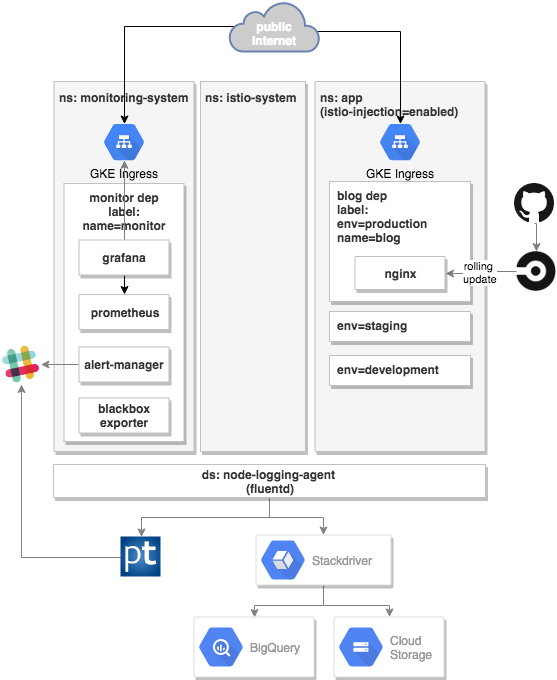 public
Internet
ns: monitoring-system
ns: istio-system
ns: app
(istio-injection=enabled)
GKE Ingress
GKE Ingress
monitor dep
label:
name=monitor
grafana
prometheus
alert-manager
blackbox
exporter
blog dep
label:
env=production
name=blog
nginx
rolling
update
env=staging
env=development
ds: node-logging-agent
(fluentd)
pt
Stackdriver
BigQuery
Cloud
Storage